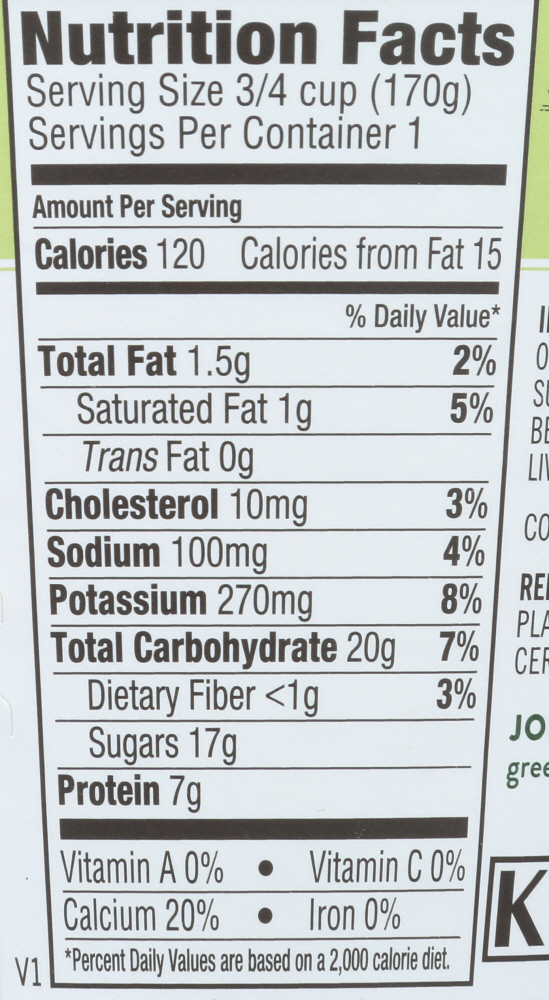 Nutrition Facts
Serving Size 3/4 cup (170g)
Servings Per Container 1
Amount Per Serving
Calories 120 Calories from Fat 15
% Daily Value*
Total Fat 1.5g 2%
Saturated Fat 1g 5%
Trans Fat 0g
Cholesterol 10mg 3%
Sodium 100mg 4%
Potassium 270mg 8%
Total Carbohydrate 20g 7%
Dietary Fiber <1g 3%
Sugars 17g
Protein 7g
Vitamin A 0% • Vitamin C 0%
Calcium 20% • Iron 0%
*Percent Daily Values are based on a 2,000 calorie diet.
V1
CO
PLA
CER
JO
gree
K